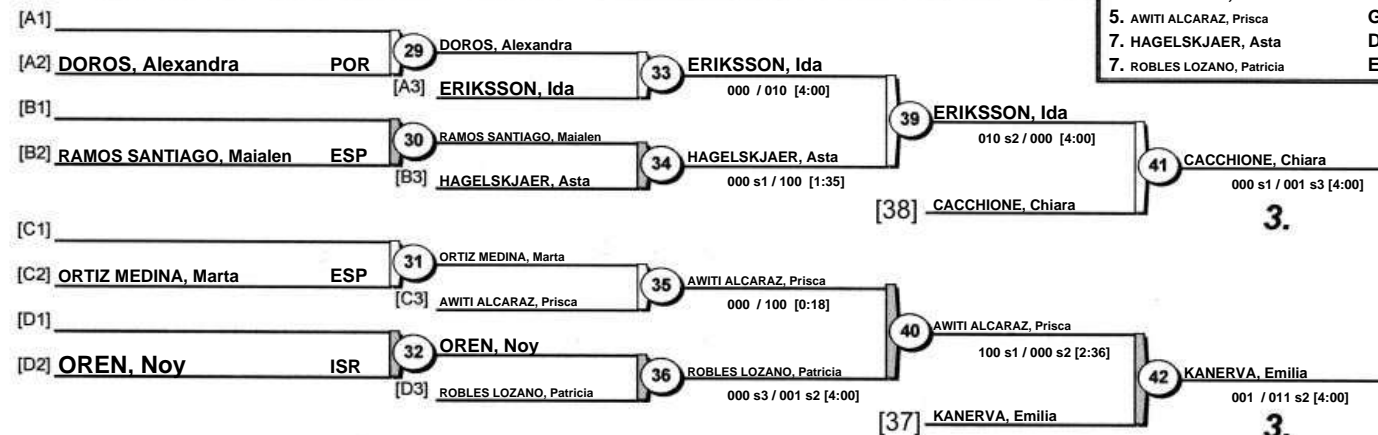 5. AWITI ALCARAZ, Prisca G
7. HAGELSKJAER, Asta D
7. ROBLES LOZANO, Patricia E
[A1]
[A2] DOROS, Alexandra POR
29 DOROS, Alexandra
[A3] ERIKSSON, Ida
33 ERIKSSON, Ida
000 / 010 [4:00]
[B1]
[B2] RAMOS SANTIAGO, Maialen ESP
30 RAMOS SANTIAGO, Maialen
[B3] HAGELSKJAER, Asta
34 HAGELSKJAER, Asta
000 s1 / 100 [1:35]
39 ERIKSSON, Ida
010 s2 / 000 [4:00]
[38] CACCHIONE, Chiara
41 CACCHIONE, Chiara
000 s1 / 001 s3 [4:00]
3.
[C1]
[C2] ORTIZ MEDINA, Marta ESP
31 ORTIZ MEDINA, Marta
[C3] AWITI ALCARAZ, Prisca
35 AWITI ALCARAZ, Prisca
000 / 100 [0:18]
[D1]
[D2] OREN, Noy ISR
32 OREN, Noy
[D3] ROBLES LOZANO, Patricia
36 ROBLES LOZANO, Patricia
000 s3 / 001 s2 [4:00]
40 AWITI ALCARAZ, Prisca
100 s1 / 000 s2 [2:36]
[37] KANERVA, Emilia
42 KANERVA, Emilia
001 / 011 s2 [4:00]
3.